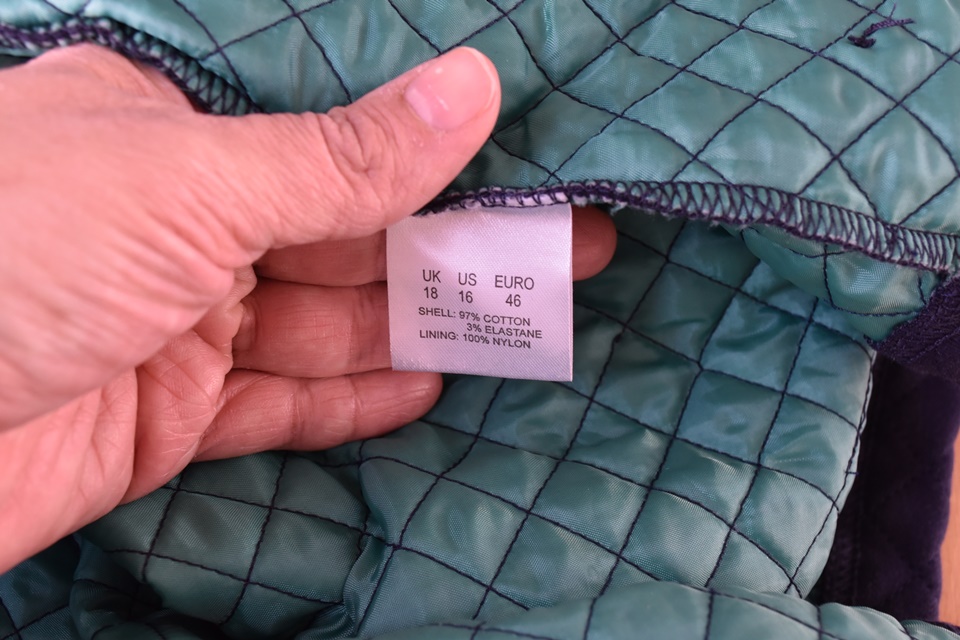 UK US EURO
18 16 46
SHELL: 97% COTTON
3% ELASTANE
LINING: 100% NYLON